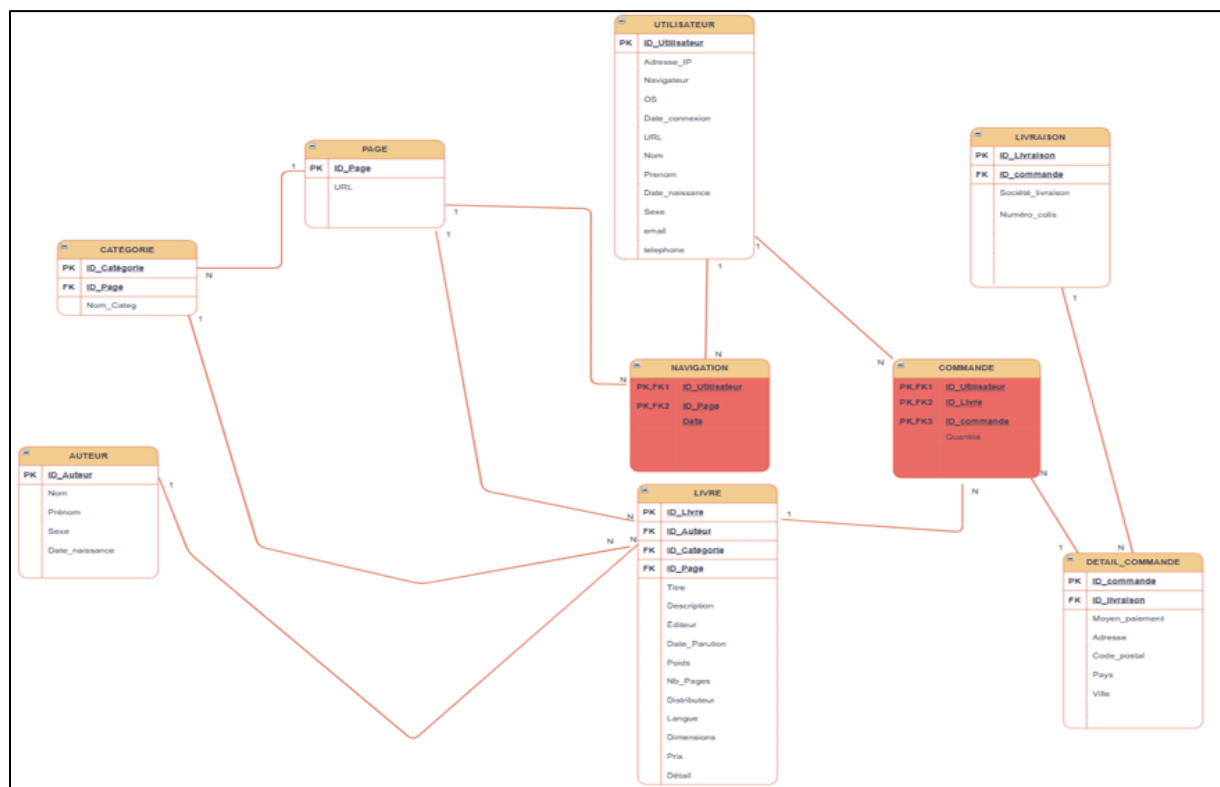 UTILISATEUR
PK ID_Utilisateur
Adresse_IP
Navigateur
OS
Date_connexion
URL
Nom
Prenom
Date_naissance
Sexe
email
telephone
1
1
LIVRAISON
PK ID_Livraison
FK ID_commande
Société_livraison
Numéro_colis
1
PAGE
PK ID_Page
URL
1
1
1
CATÉGORIE
PK ID_Catégorie
FK ID_Page
Nom_Categ
N
1
NAVIGATION
PK,FK1 ID_Utilisateur
PK,FK2 ID_Page
Date
N
N
COMMANDE
PK,FK1 ID_Utilisateur
PK,FK2 ID_Livre
PK,FK3 ID_commande
Quantité
N
N
N
AUTEUR
PK ID_Auteur
Nom
Prénom
Sexe
Date_naissance
1
LIVRE
PK ID_Livre
FK ID_Auteur
FK ID_Catégorie
FK ID_Page
Titre
Description
Éditeur
Date_Parution
Poids
Nb_Pages
Distributeur
Langue
Dimensions
Prix
Détail
N
N
N
1
DETAIL_COMMANDE
PK ID_commande
FK ID_livraison
Moyen_paiement
Adresse
Code_postal
Pays
Ville
1
N